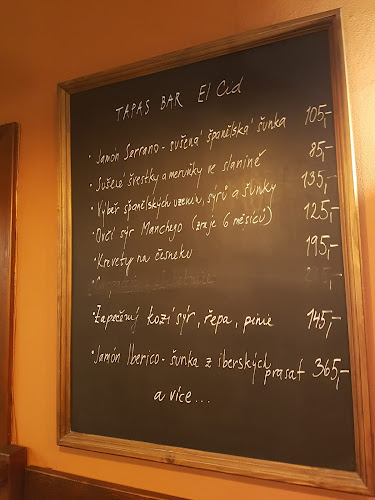 TAPAS BAR El Cid
• Jamón Serrano - sušená španělská šunka 105,-
• Sušené švestky a meruňky ve slanině 85,-
• Výběr španělských uzenin, sýrů a šunky 135,-
• Ovčí sýr Manchego (zraje 6 měsíců) 125,-
• Krevety na česneku 195,-
• Zapečený kozí sýr, řepa, pinie 145,-
• Jamón Iberico - šunka z iberských prasat 365,-
a více...